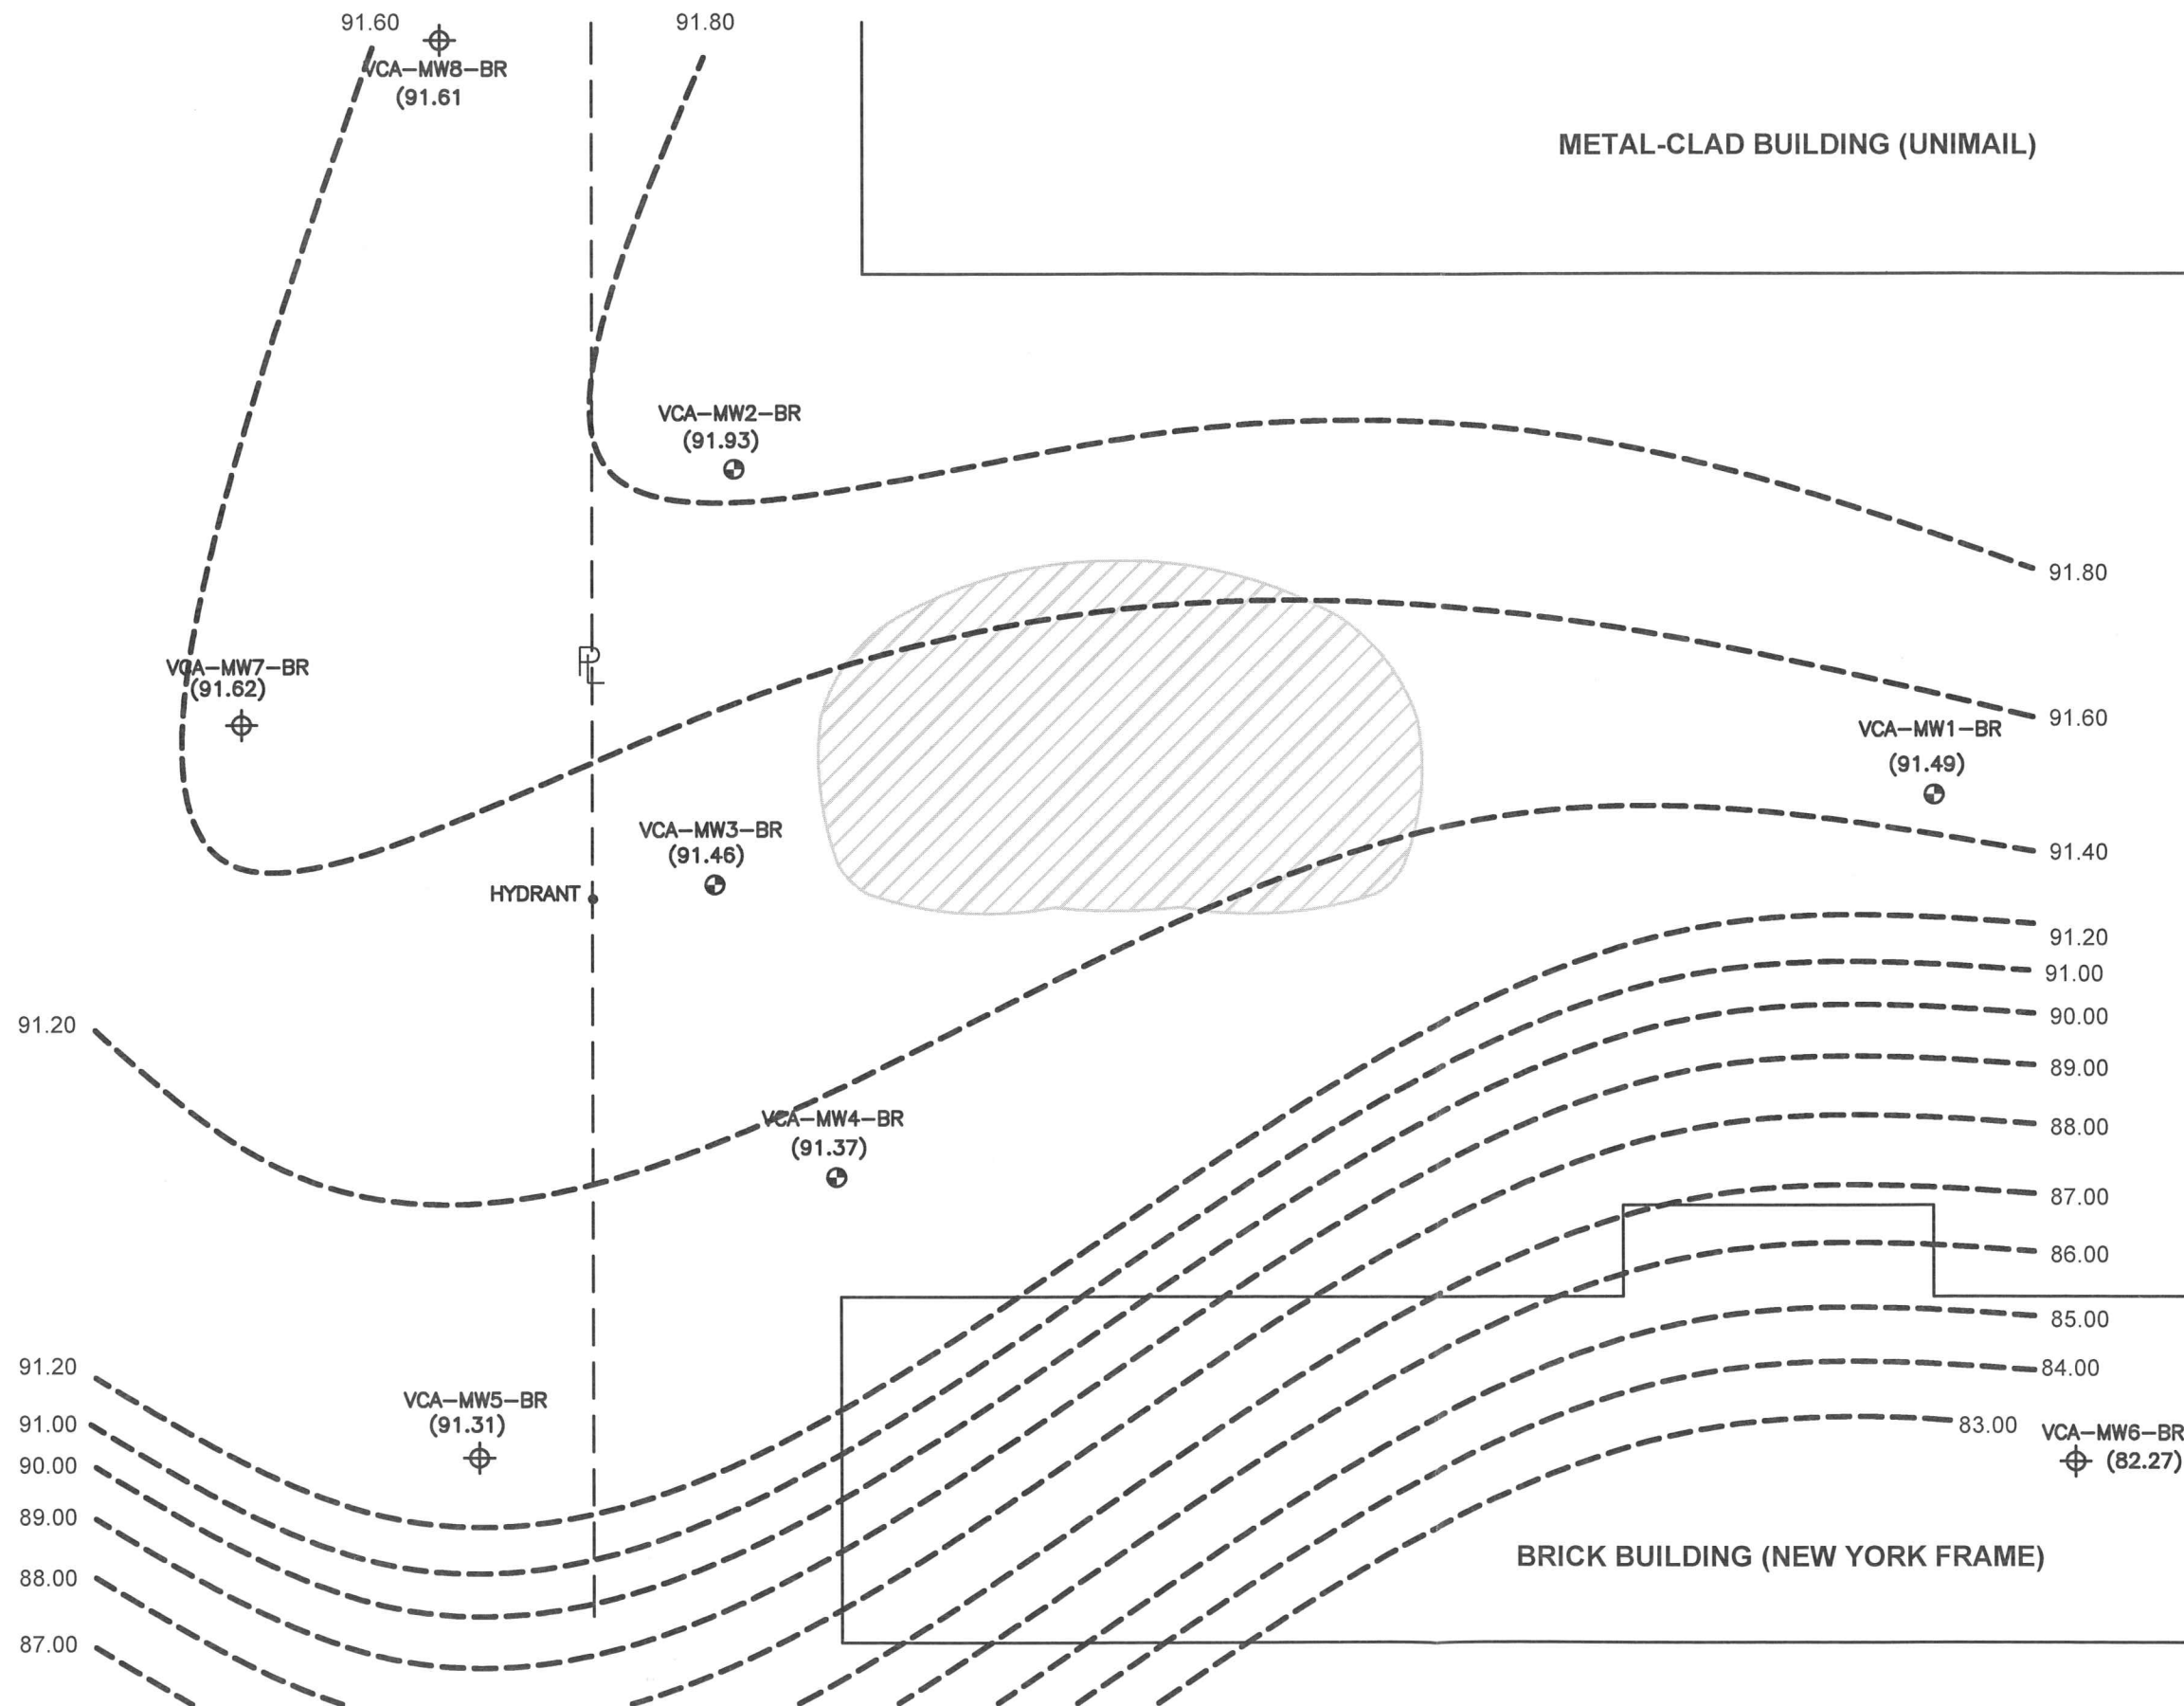 91.60
91.80
VCA-MW8-BR
(91.61
METAL-CLAD BUILDING (UNIMAIL)
VCA-MW2-BR
(91.93)
91.80
PL
VCA-MW7-BR
(91.62)
91.60
VCA-MW1-BR
(91.49)
VCA-MW3-BR
(91.46)
91.40
HYDRANT
91.20
91.00
90.00
91.20
89.00
VCA-MW4-BR
(91.37)
88.00
87.00
86.00
85.00
91.20
84.00
VCA-MW5-BR
(91.31)
91.00
83.00
VCA-MW6-BR
(82.27)
90.00
89.00
BRICK BUILDING (NEW YORK FRAME)
88.00
87.00